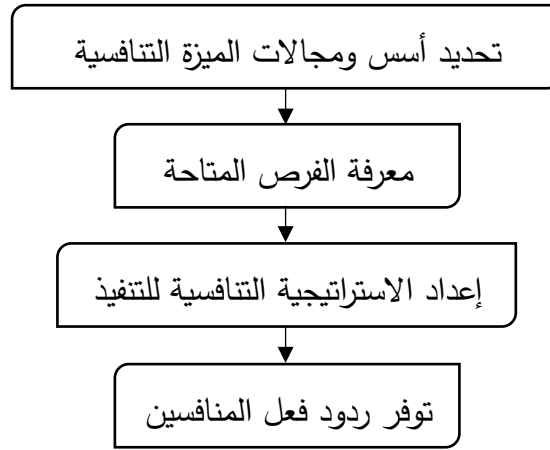 تحديد أسس ومجالات الميزة التنافسية
معرفة الفرص المتاحة
إعداد الاستراتيجية التنافسية للتنفيذ
توفر ردود فعل المنافسين